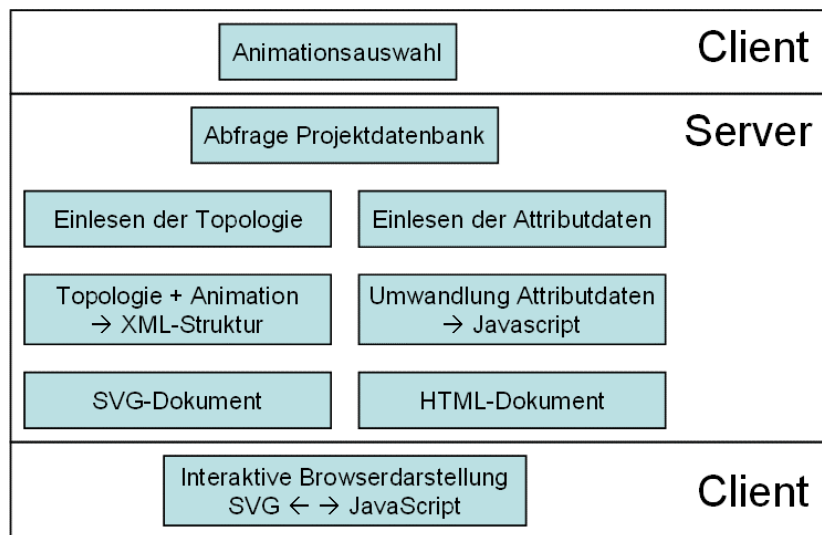 Animationsauswahl
Client
Abfrage Projektdatenbank
Server
Einlesen der Topologie
Einlesen der Attributdaten
Topologie + Animation
→ XML-Struktur
Umwandlung Attributdaten
→ Javascript
SVG-Dokument
HTML-Dokument
Interaktive Browserdarstellung
SVG ← → JavaScript
Client